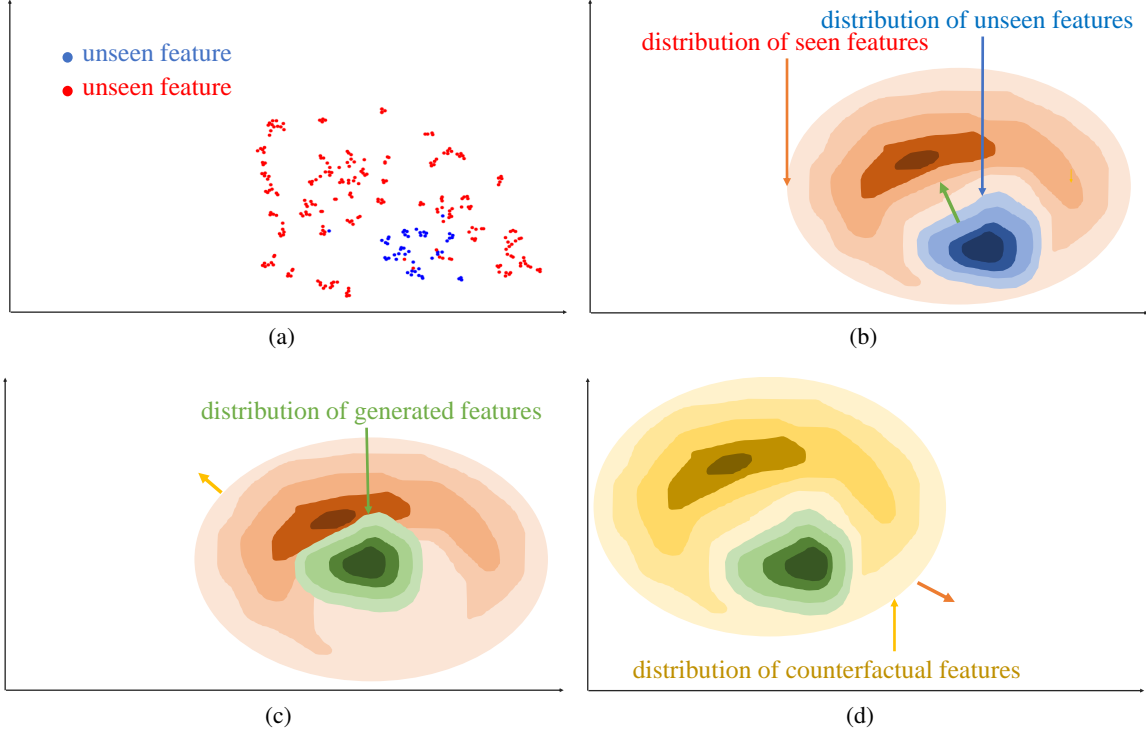 unseen feature
unseen feature
(a)
distribution of unseen features
distribution of seen features
(b)
distribution of generated features
(c)
distribution of counterfactual features
(d)